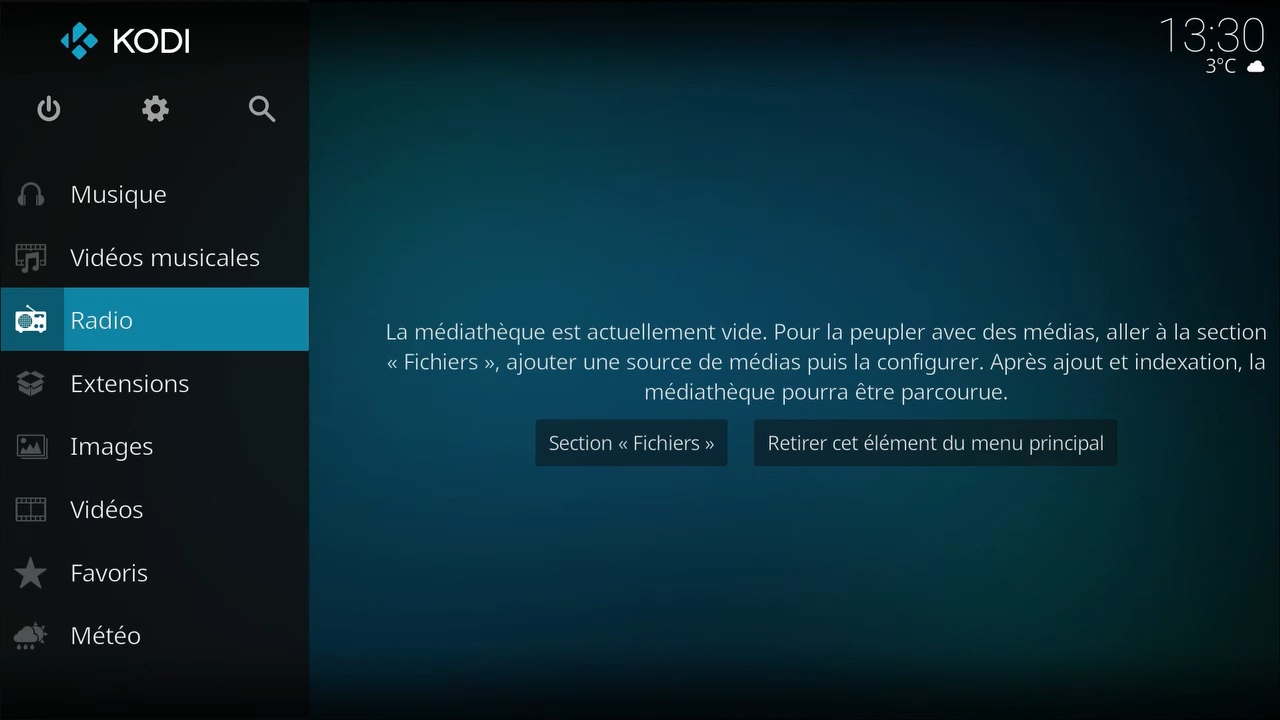 KODI
13:30
3°C
Musique
Vidéos musicales
Radio
Extensions
Images
Vidéos
Favoris
Météo
La médiathèque est actuellement vide. Pour la peupler avec des médias, aller à la section
« Fichiers », ajouter une source de médias puis la configurer. Après ajout et indexation, la
médiathèque pourra être parcourue.
Section « Fichiers »
Retirer cet élément du menu principal